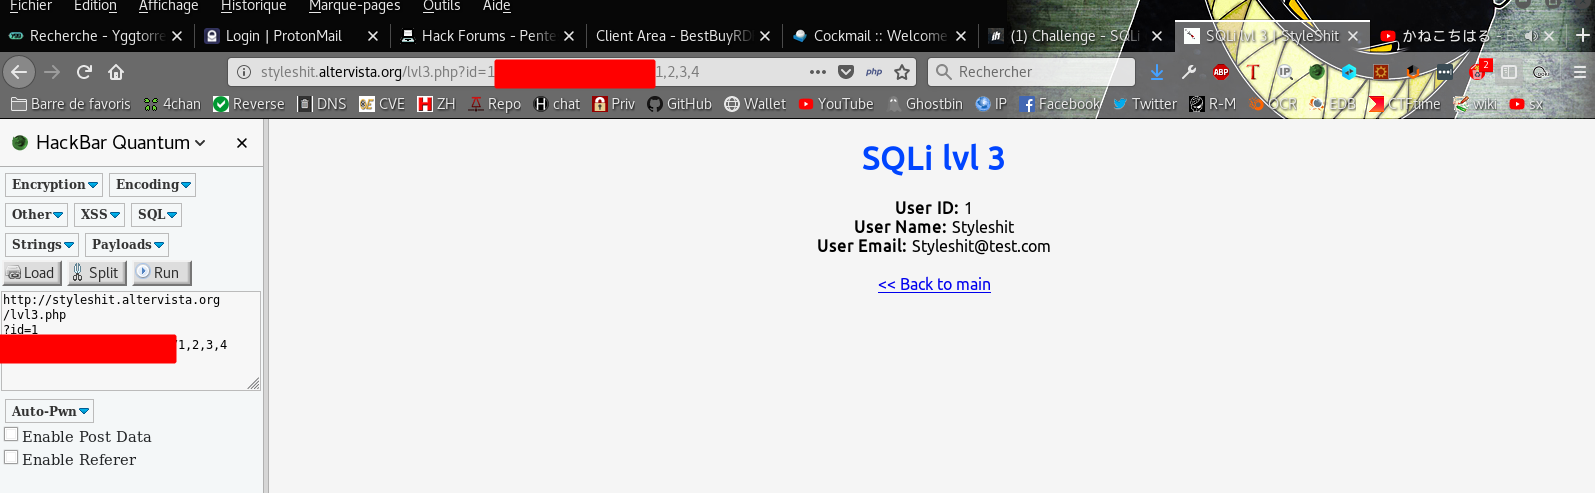 Fichier Edition Affichage Historique Marque-pages Outils Aide
Recherche - Yggtorre Login | ProtonMail Hack Forums - Pente Client Area - BestBuyRD Cockmail :: Welcome (1) Challenge - SQLi SQLi lvl 3 | StyleShit かねこちはる -
styleshit.altervista.org/lvl3.php?id=1 1,2,3,4 php Rechercher ABP T IP 2
Barre de favoris 4chan Reverse DNS CVE ZH Repo chat Priv GitHub Wallet YouTube Ghostbin IP Facebook Twitter R-M OCR EDB CTFtime wiki sx
HackBar Quantum
Encryption Encoding
Other XSS SQL
Strings Payloads
Load Split Run
http://styleshit.altervista.org
/lvl3.php
?id=1
1,2,3,4
Auto-Pwn
Enable Post Data
Enable Referer
SQLi lvl 3
User ID: 1
User Name: Styleshit
User Email: Styleshit@test.com
<< Back to main